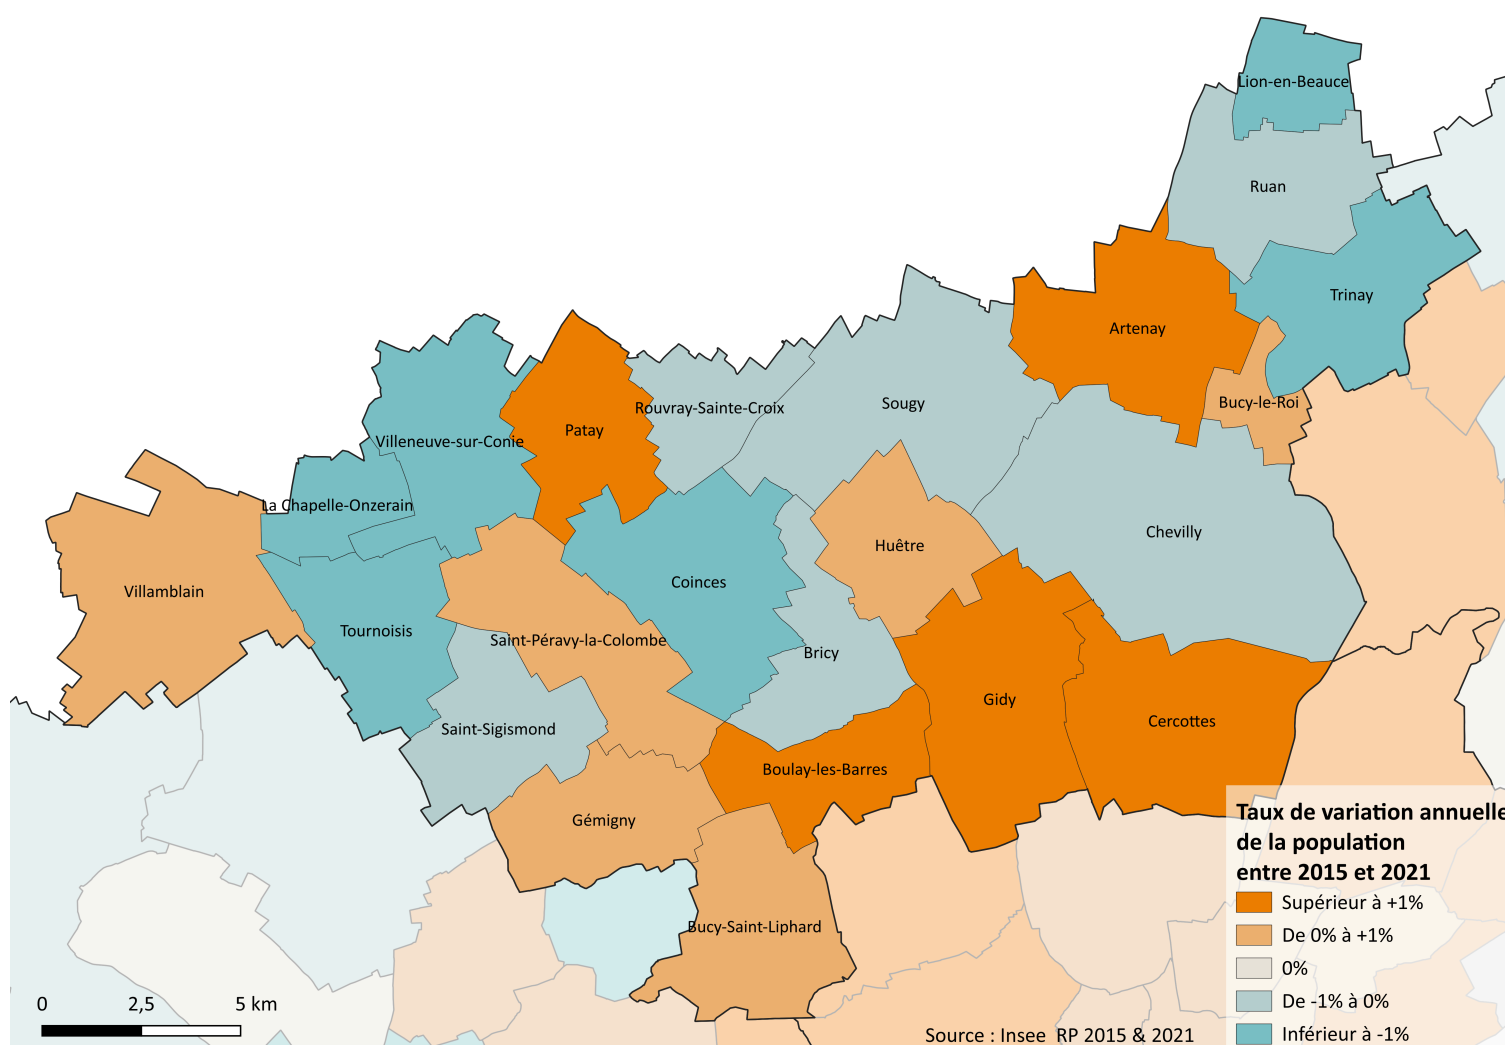 Lion-en-Beauce
Ruan
Trinay
Artenay
Bucy-le-Roi
Rouvray-Sainte-Croix
Sougy
Patay
Villeneuve-sur-Conie
La Chapelle-Onzerain
Chevilly
Huêtre
Coinces
Villamblain
Tournoisis
Saint-Péravy-la-Colombe
Bricy
Gidy
Cercottes
Saint-Sigismond
Boulay-les-Barres
Gémigny
Bucy-Saint-Liphard
Taux de variation annuelle
de la population
entre 2015 et 2021
Supérieur à +1%
De 0% à +1%
0%
De -1% à 0%
Inférieur à -1%
0 2,5 5 km
Source : Insee RP 2015 & 2021